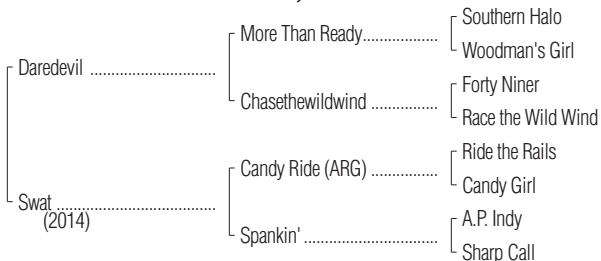 Southern Halo
More Than Ready..................
Woodman's Girl
Daredevil ..............................
Forty Niner
Chasethewildwind ................
Race the Wild Wind
Ride the Rails
Candy Ride (ARG) ................
Candy Girl
Swat ......................................
(2014)
A.P. Indy
Spankin' ................................
Sharp Call